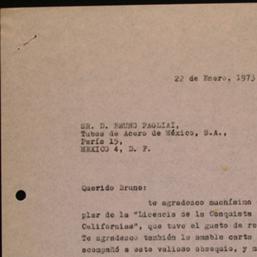 22 de Enero, 1973
SR. D. BRUNO PAGLIAI,
Tubos de Acero de México, S.A.,
París 15,
MEXICO 4, D. F.
Querido Bruno:
te agradezco muchísimo
plar de la "Licencia de la Conquista
Californias", que tuve el gusto de re
Te agradezco también la amable carta
acompañó a este valioso obsequio, y m